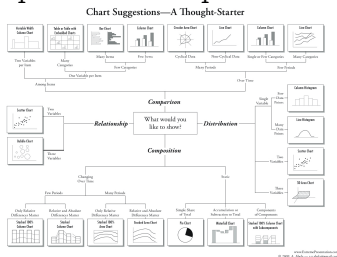 Chart Suggestions—A Thought-Starter
Variable Width Column Chart
Table or Table with Embedded Charts
Bar Chart
Column Chart
Circular Area Chart
Line Chart
Column Chart
Line Chart
Two Variables per Item
Many Categories
Many Items
Few Items
Cyclical Data
Non-Cyclical Data
Single or Few Categories
Many Categories
Few Categories
Many Periods
Few Periods
One Variable per Item
Among Items
Over Time
Comparison
Relationship
What would you like to show?
Distribution
Composition
Scatter Chart
Two Variables
Bubble Chart
Three Variables
Single Variable
Few Data Points
Column Histogram
Many Data Points
Line Histogram
Two Variables
Scatter Chart
Three Variables
3D Area Chart
Changing Over Time
Static
Few Periods
Many Periods
Only Relative Differences Matter
Relative and Absolute Differences Matter
Only Relative Differences Matter
Relative and Absolute Differences Matter
Simple Share of Total
Accumulation or Subtraction to Total
Components of Components
Stacked 100% Column Chart
Stacked Column Chart
Stacked 100% Area Chart
Stacked Area Chart
Pie Chart
Waterfall Chart
Stacked 100% Column Chart with Subcomponents